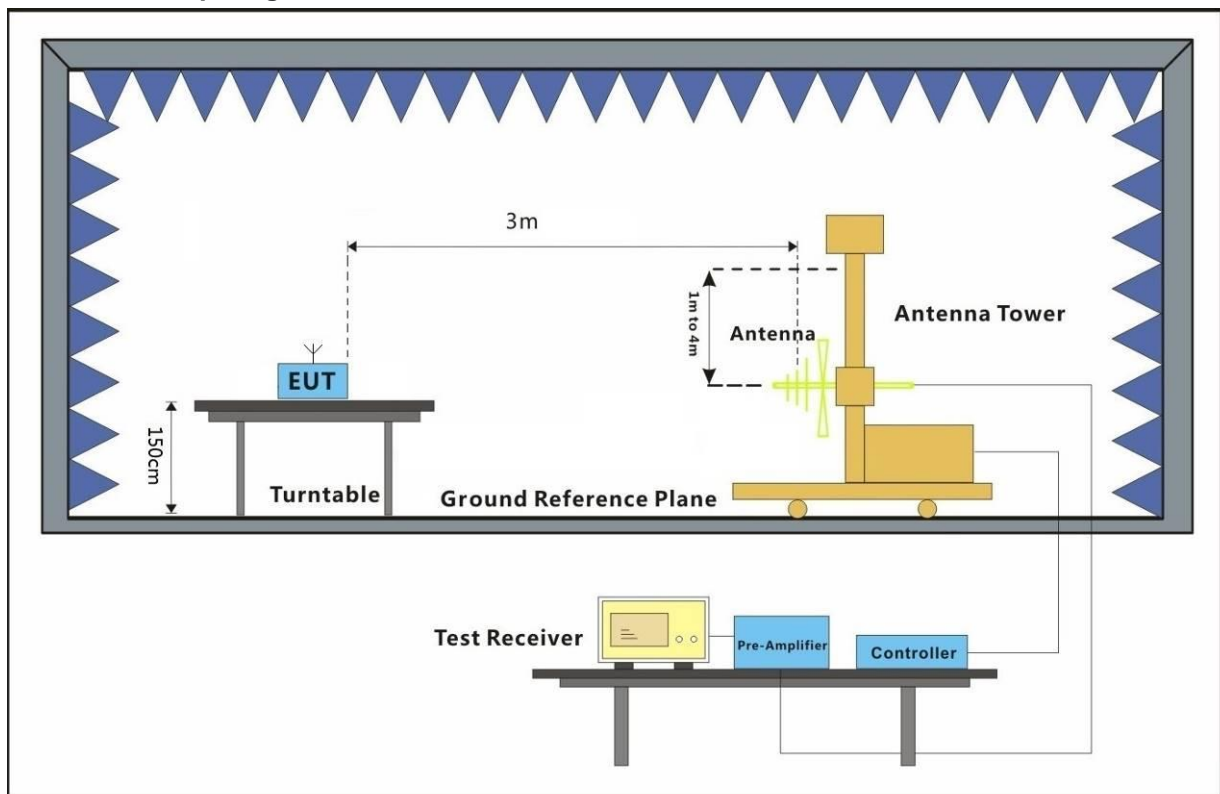 3m
1m to 4m
Antenna
Antenna Tower
EUT
150cm
Turntable
Ground Reference Plane
Test Receiver
Pre-Amplifier
Controller